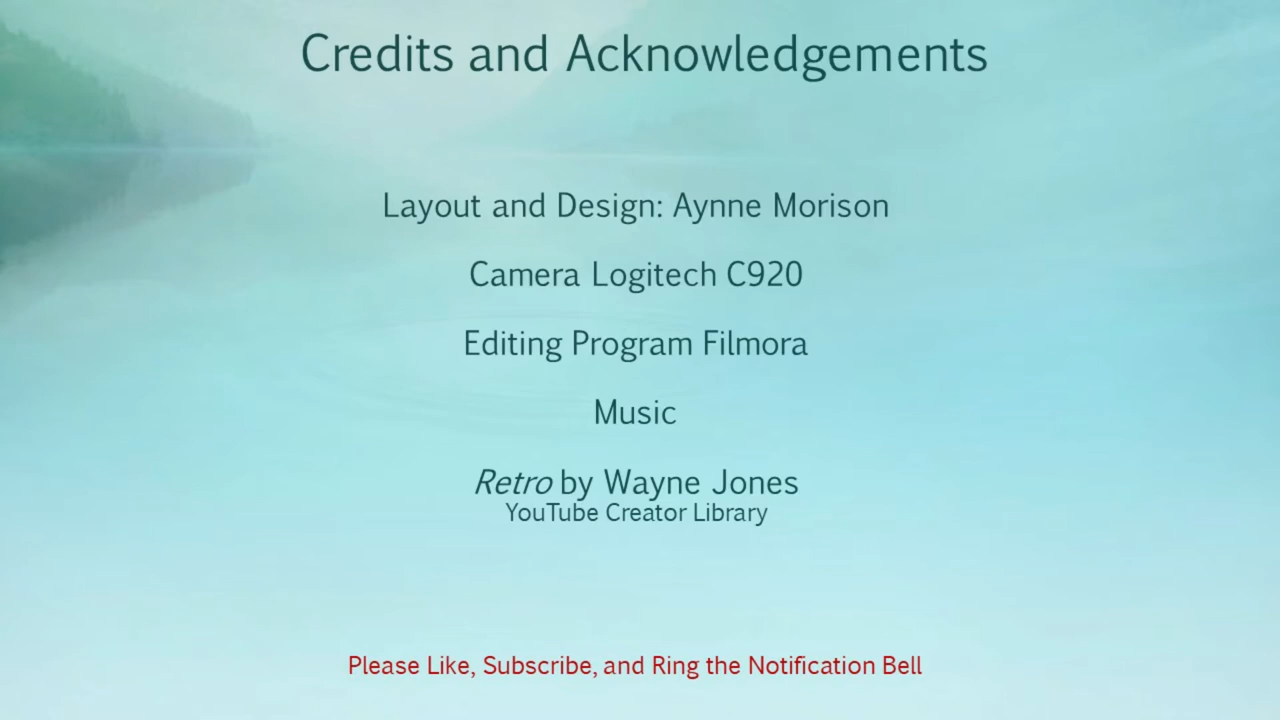 Credits and Acknowledgements
Layout and Design: Aynne Morison
Camera Logitech C920
Editing Program Filmora
Music
Retro by Wayne Jones
YouTube Creator Library
Please Like, Subscribe, and Ring the Notification Bell